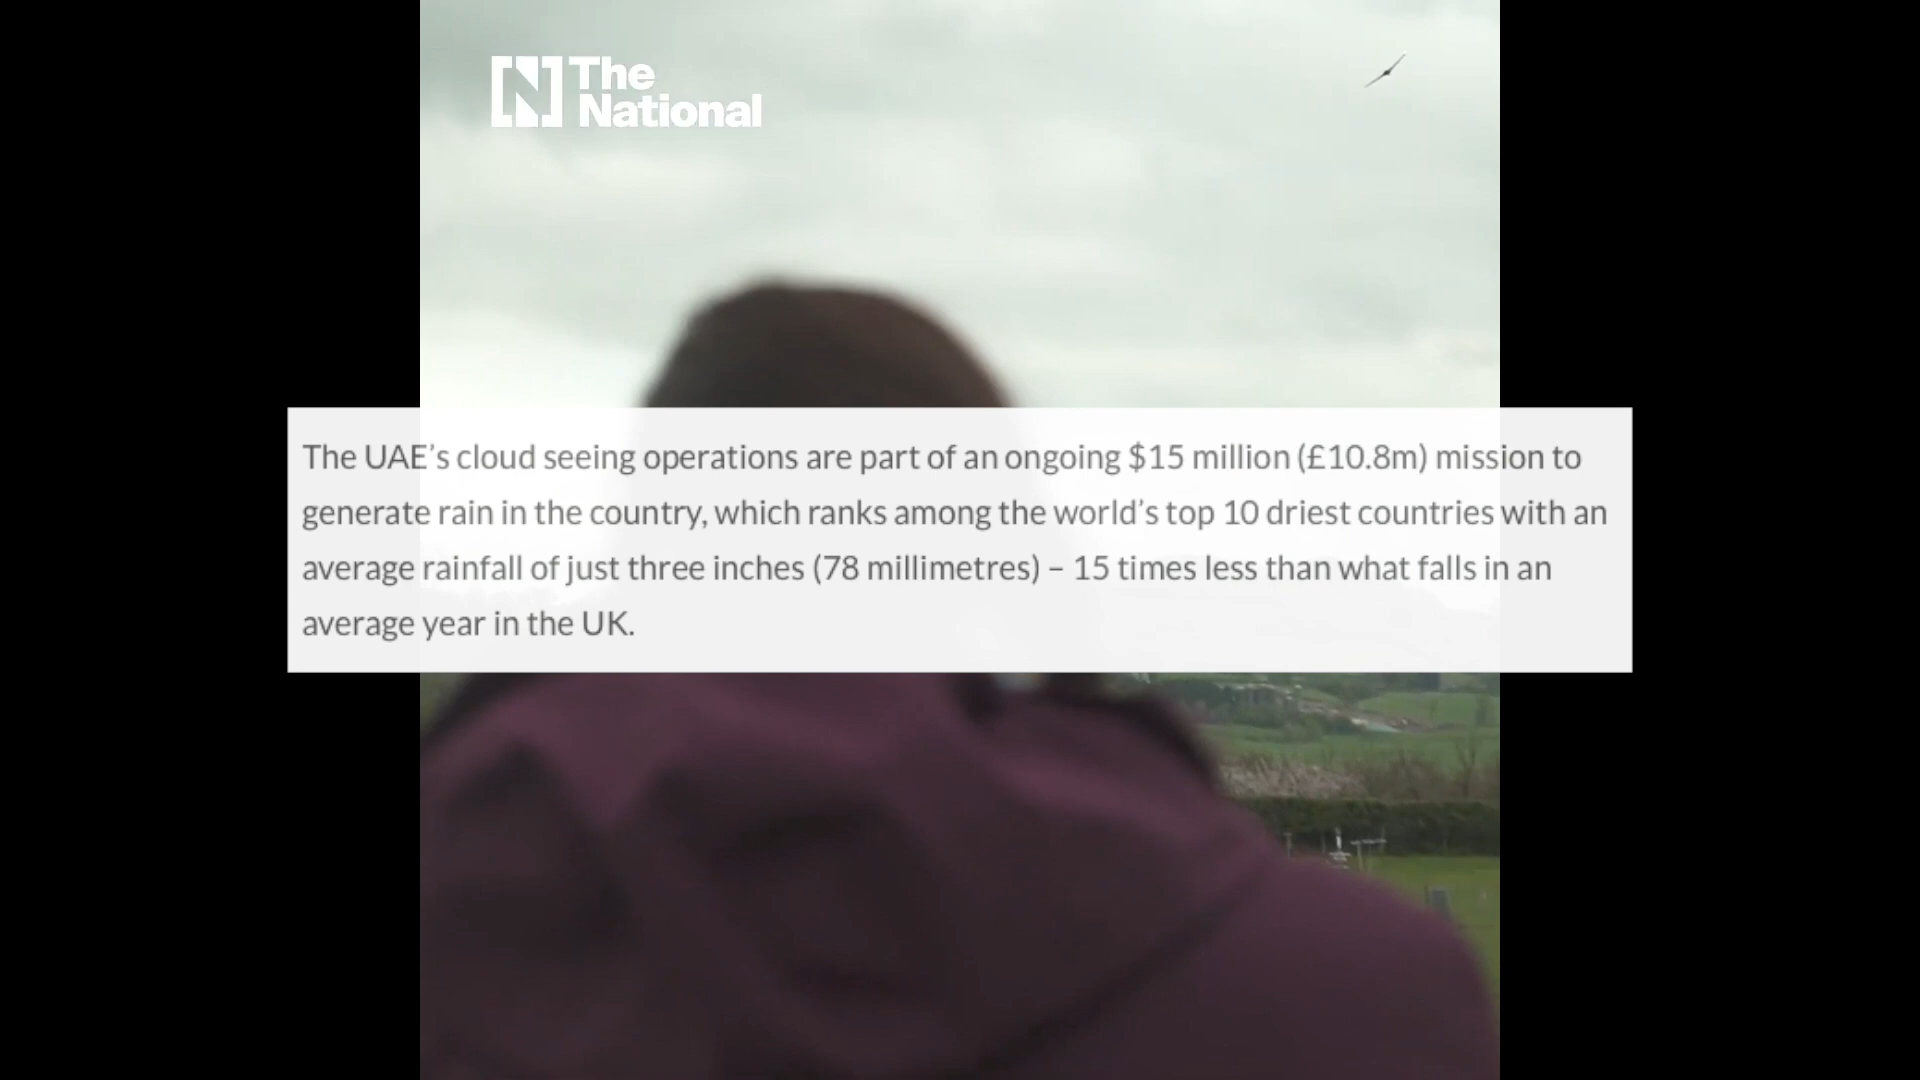 The
National
The UAE's cloud seeing operations are part of an ongoing $15 million (£10.8m) mission to
generate rain in the country, which ranks among the world's top 10 driest countries with an
average rainfall of just three inches (78 millimetres) – 15 times less than what falls in an
average year in the UK.